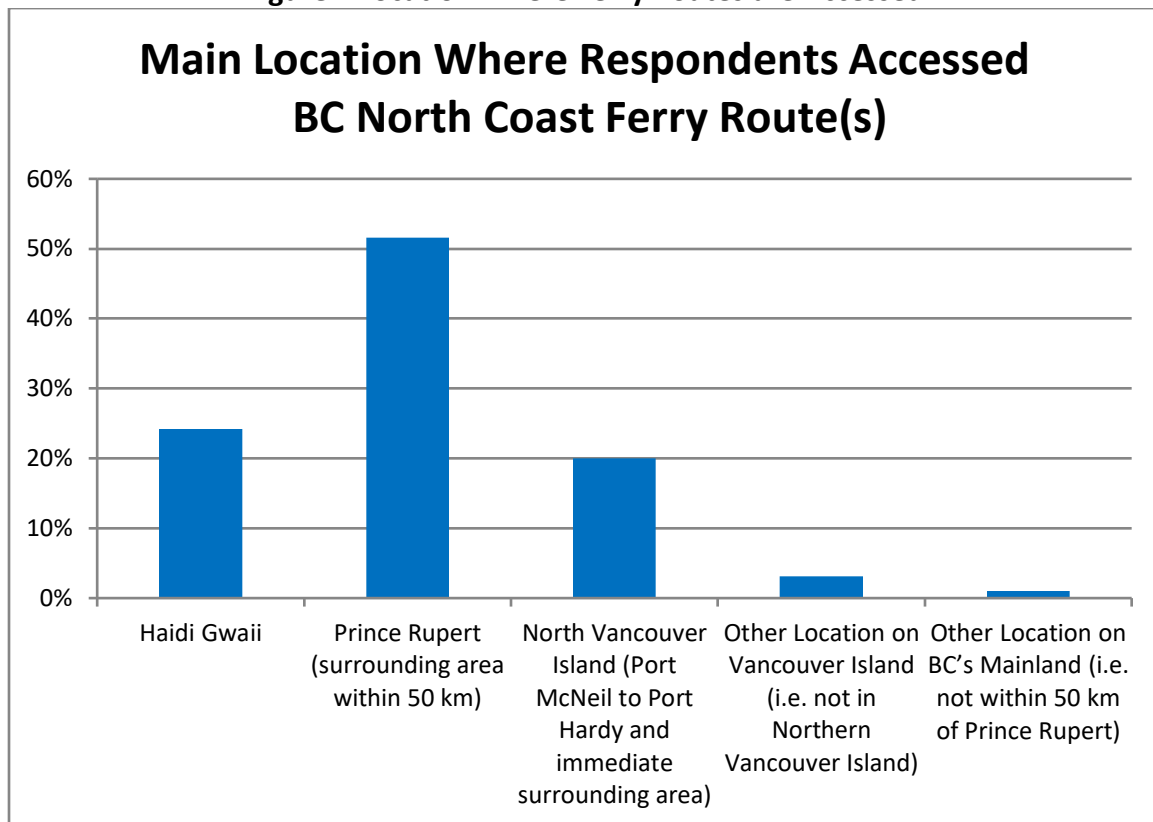 Main Location Where Respondents Accessed
BC North Coast Ferry Route(s)
60%
50%
40%
30%
20%
10%
0%
Haidi Gwaii
Prince Rupert
(surrounding area
within 50 km)
North Vancouver
Island (Port
McNeil to Port
Hardy and
immediate
surrounding area)
Other Location on
Vancouver Island
(i.e. not in
Northern
Vancouver Island)
Other Location on
BC’s Mainland (i.e.
not within 50 km
of Prince Rupert)